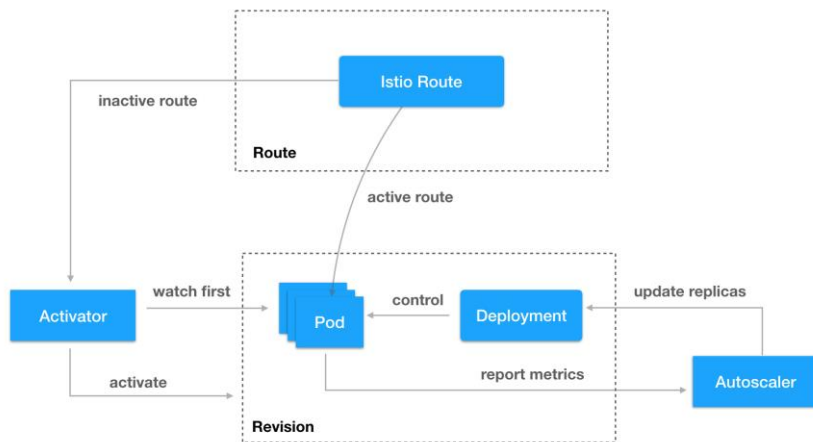 Istio Route
inactive route
Route
active route
watch first
control
update replicas
Activator
Pod
Deployment
activate
report metrics
Autoscaler
Revision